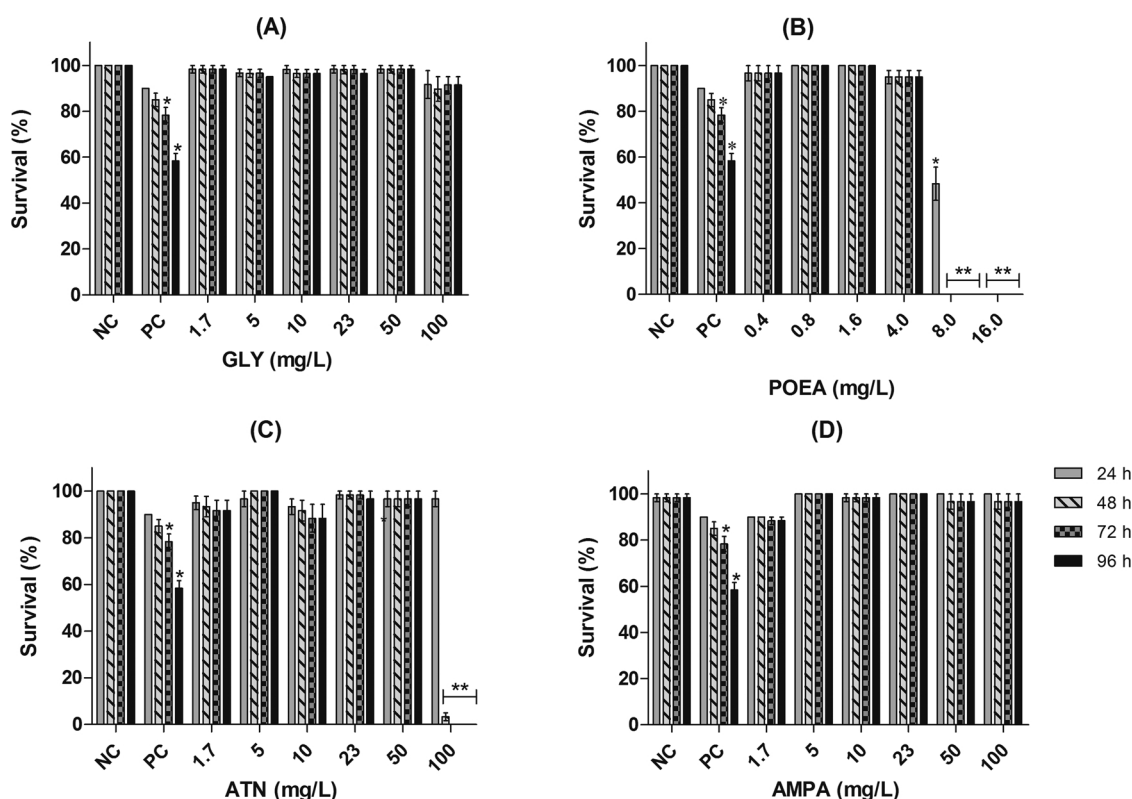 (A)
Survival (%)
100
80
60
40
20
0
*
*
NC PC 1.7 5 10 23 50 100
GLY (mg/L)
(B)
Survival (%)
100
80
60
40
20
0
*
*
*
**
**
NC PC 0.4 0.8 1.6 4.0 8.0 16.0
POEA (mg/L)
(C)
Survival (%)
100
80
60
40
20
0
*
*
*
**
NC PC 1.7 5 10 23 50 100
ATN (mg/L)
(D)
Survival (%)
100
80
60
40
20
0
*
*
NC PC 1.7 5 10 23 50 100
AMPA (mg/L)
24 h
48 h
72 h
96 h